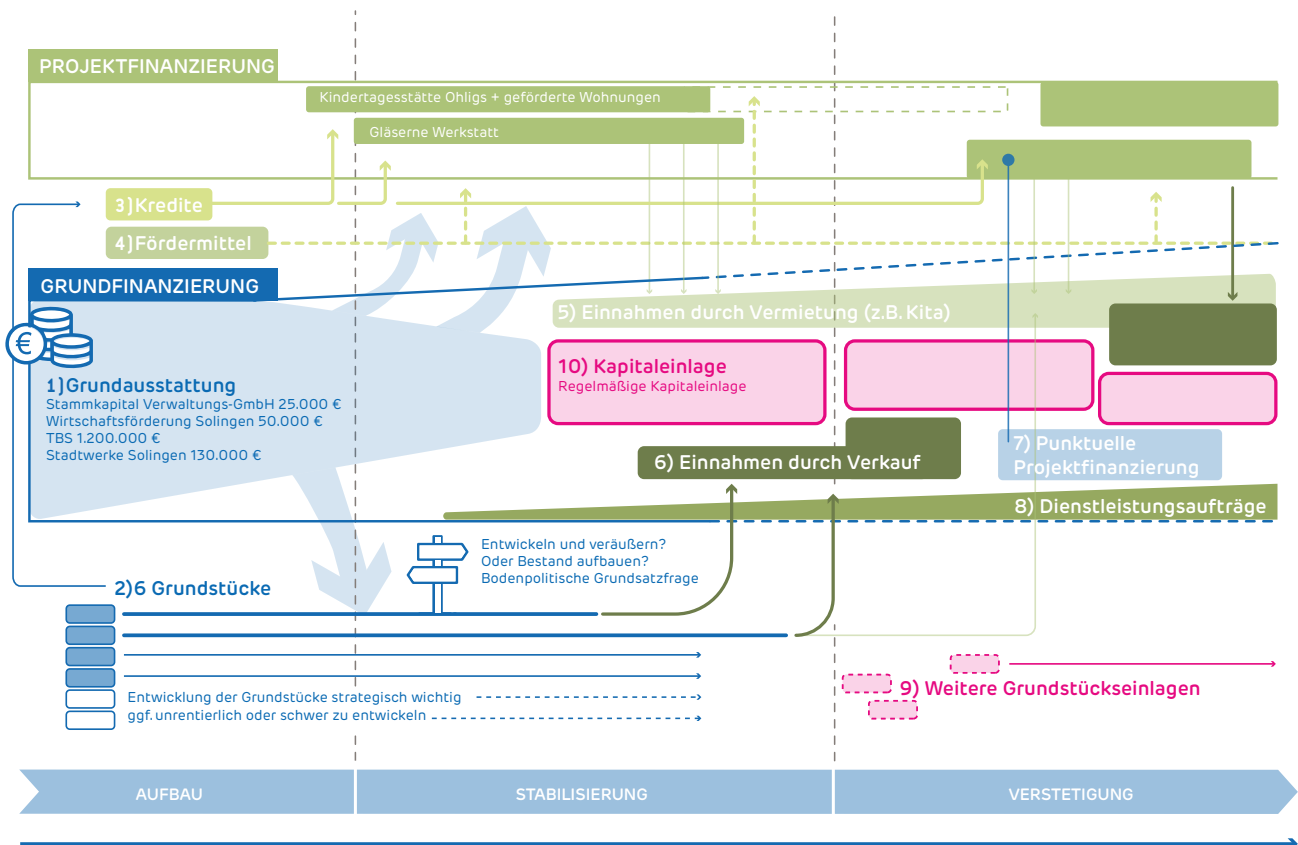 PROJEKTFINANZIERUNG
Kindertagesstätte Ohligs + geförderte Wohnungen
Gläserne Werkstatt
3)Kredite
4)Fördermittel
GRUNDFINANZIERUNG
€
1)Grundausstattung
Stammkapital Verwaltungs-GmbH 25.000 €
Wirtschaftsförderung Solingen 50.000 €
TBS 1.200.000 €
Stadtwerke Solingen 130.000 €
5) Einnahmen durch Vermietung (z.B. Kita)
10) Kapitaleinlage
Regelmäßige Kapitaleinlage
6) Einnahmen durch Verkauf
7) Punktuelle
Projektfinanzierung
8) Dienstleistungsaufträge
Entwickeln und veräußern?
Oder Bestand aufbauen?
Bodenpolitische Grundsatzfrage
2)6 Grundstücke
Entwicklung der Grundstücke strategisch wichtig
ggf. unrentierlich oder schwer zu entwickeln
9) Weitere Grundstückseinlagen
AUFBAU
STABILISIERUNG
VERSTETIGUNG